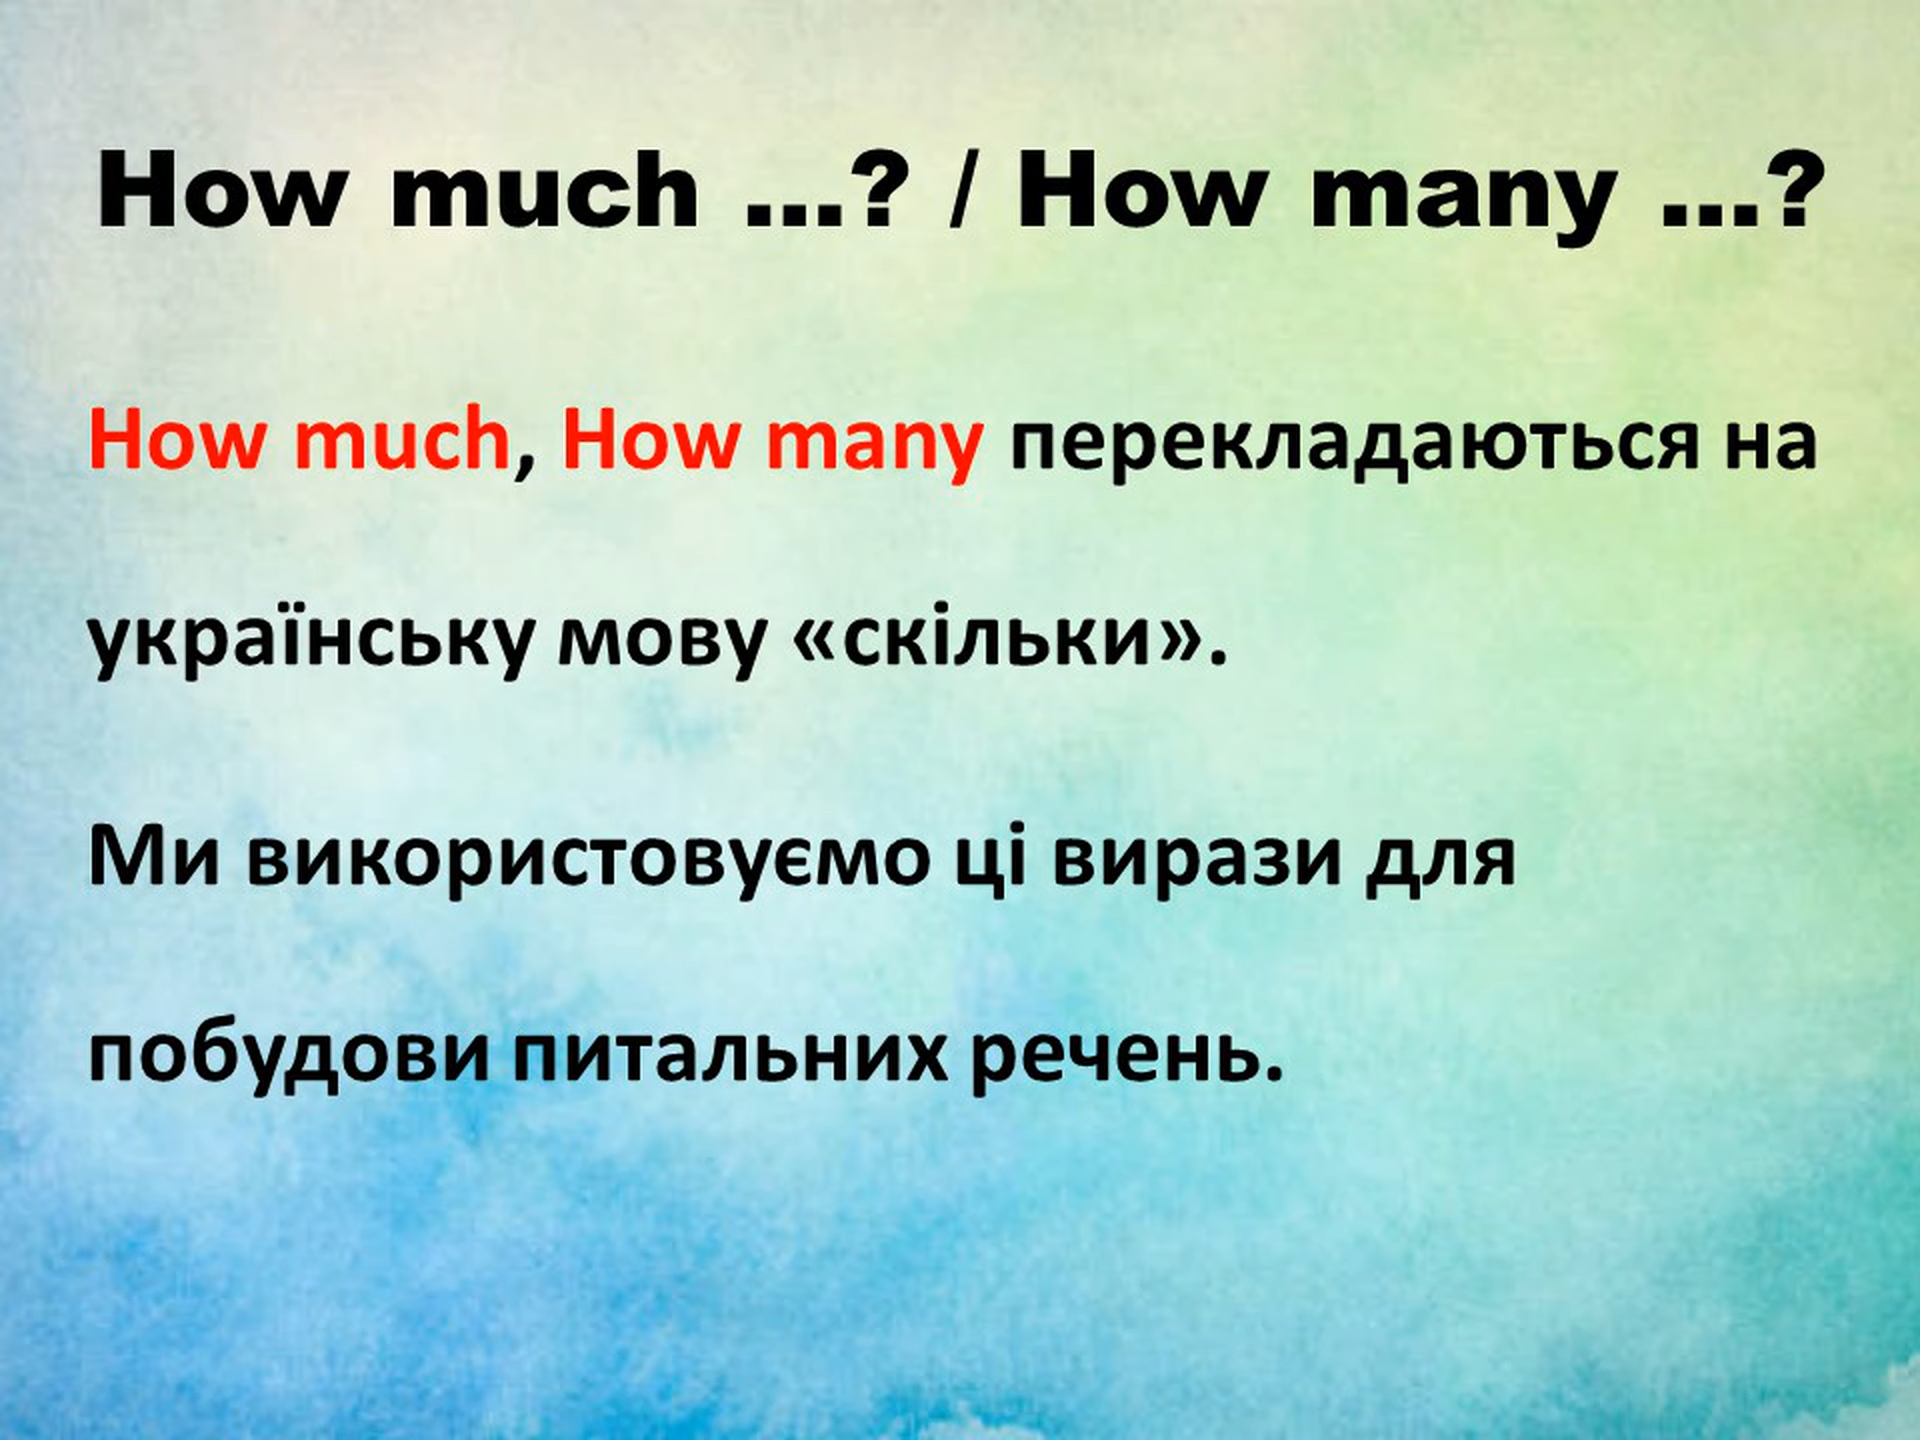 How much ...? / How many ...?
How much, How many перекладаються на
українську мову «скільки».
Ми використовуємо ці вирази для
побудови питальних речень.